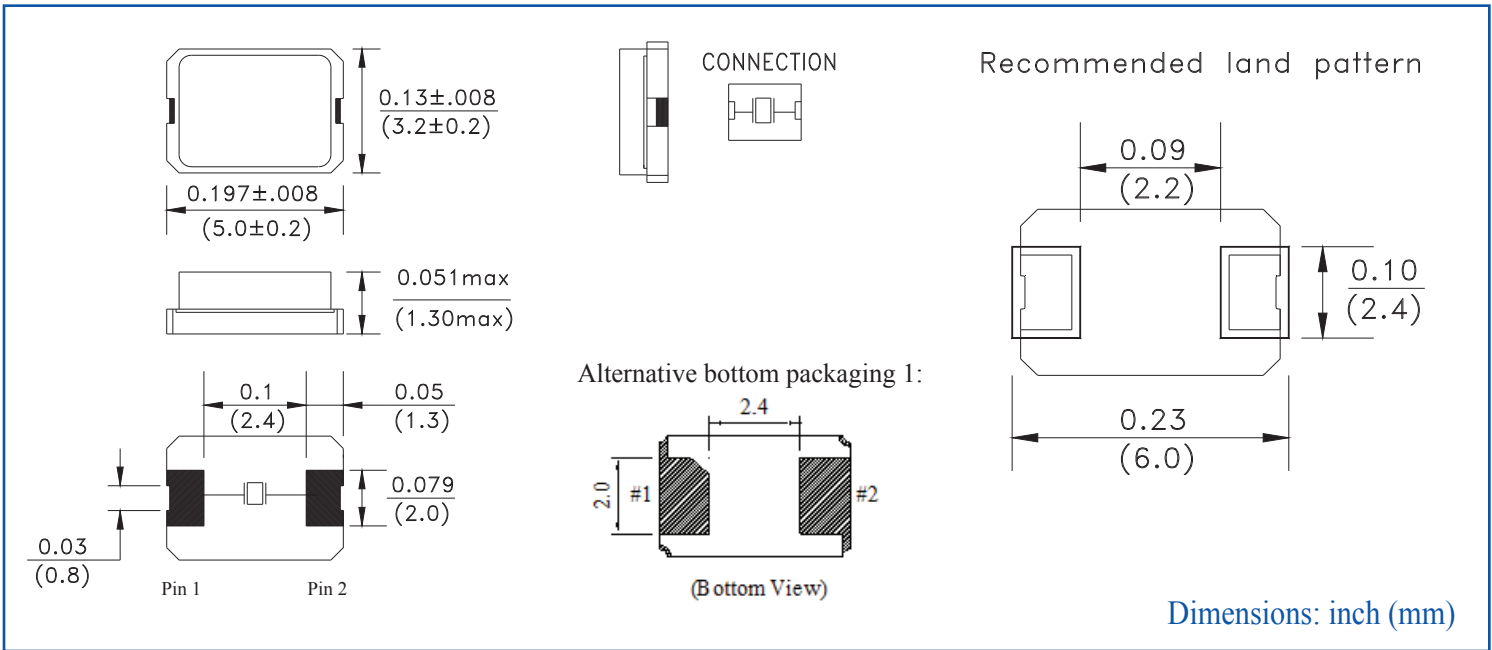 0.13±.008
(3.2±0.2)
0.197±.008
(5.0±0.2)
CONNECTION
Recommended land pattern
0.09
(2.2)
0.10
(2.4)
0.23
(6.0)
0.051max
(1.30max)
0.1
(2.4)
0.05
(1.3)
0.079
(2.0)
0.03
(0.8)
Pin 1
Pin 2
Alternative bottom packaging 1:
2.4
2.0
#1
#2
(Bottom View)
Dimensions: inch (mm)